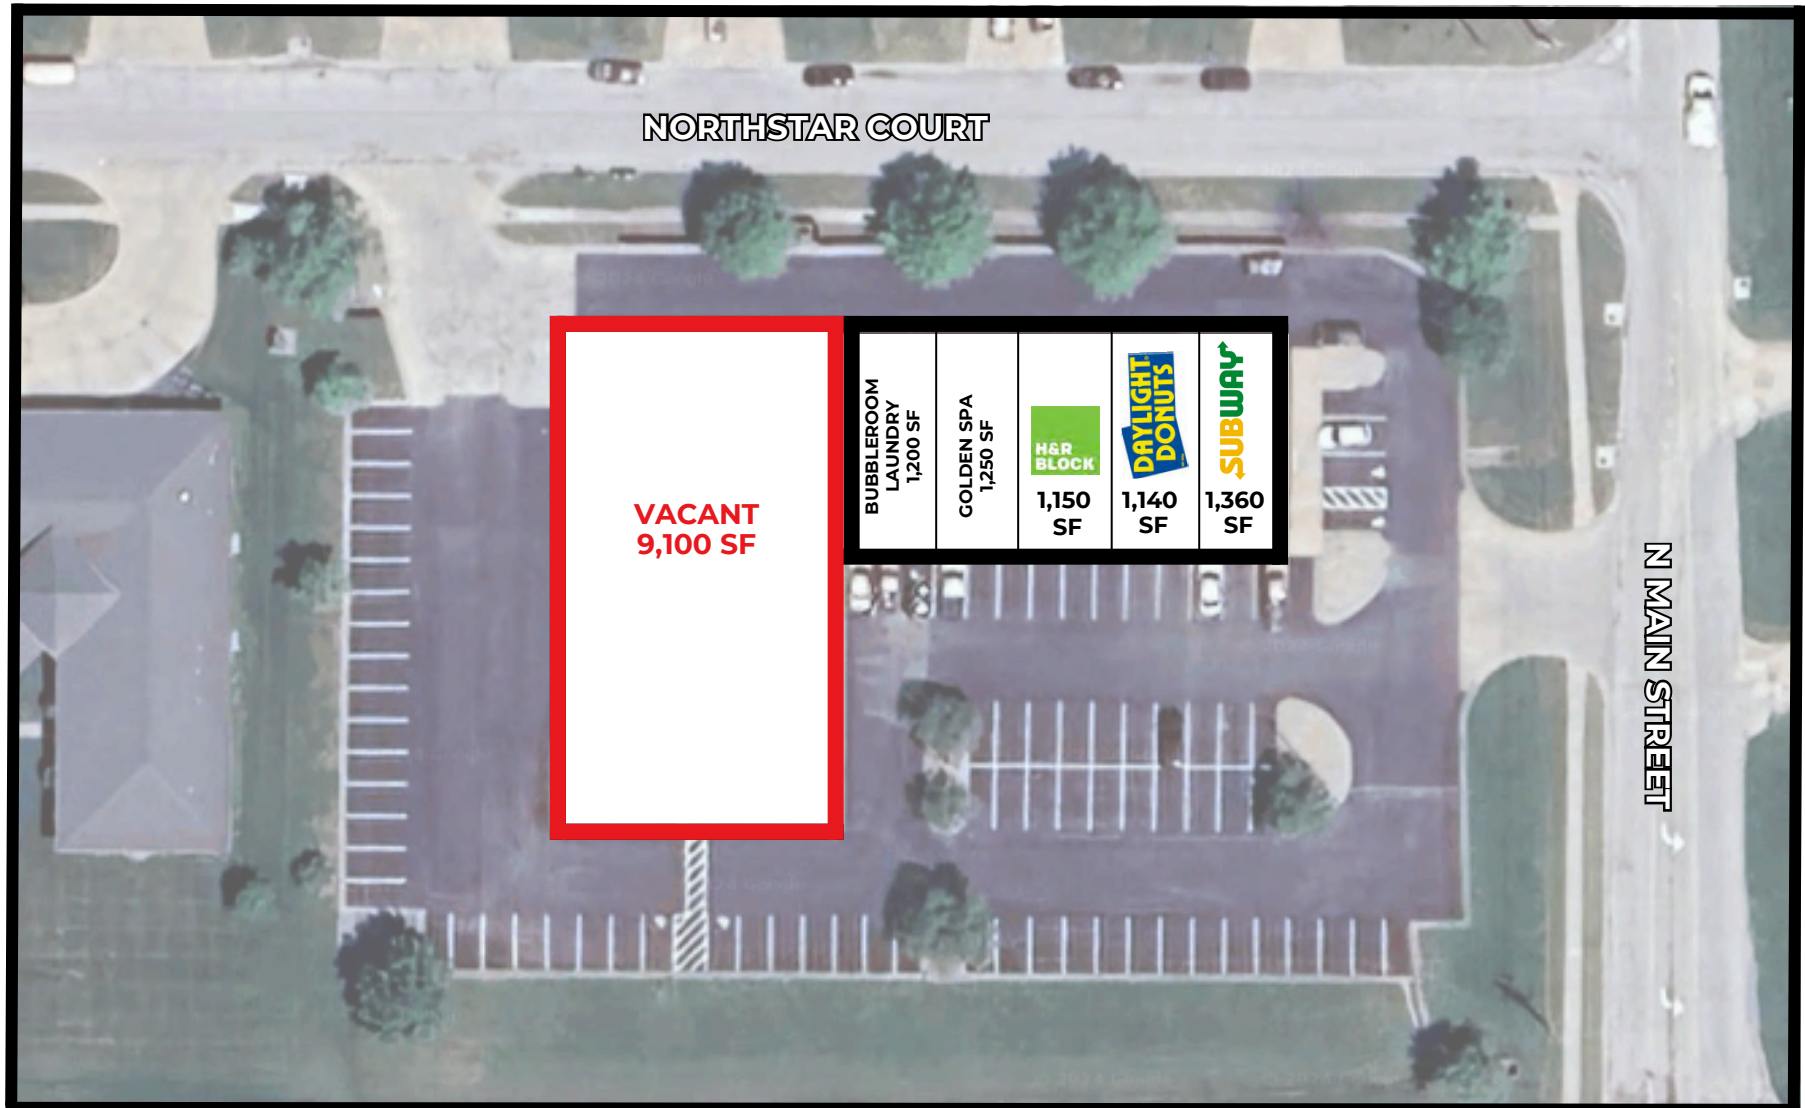 NORTHSTAR COURT
VACANT
9,100 SF
BUBBLEROOM
LAUNDRY
1,200 SF
GOLDEN SPA
1,250 SF
H&R
BLOCK
1,150
SF
DAYLIGHT
DONUTS
1,140
SF
SUBWAY
1,360
SF
N MAIN STREET